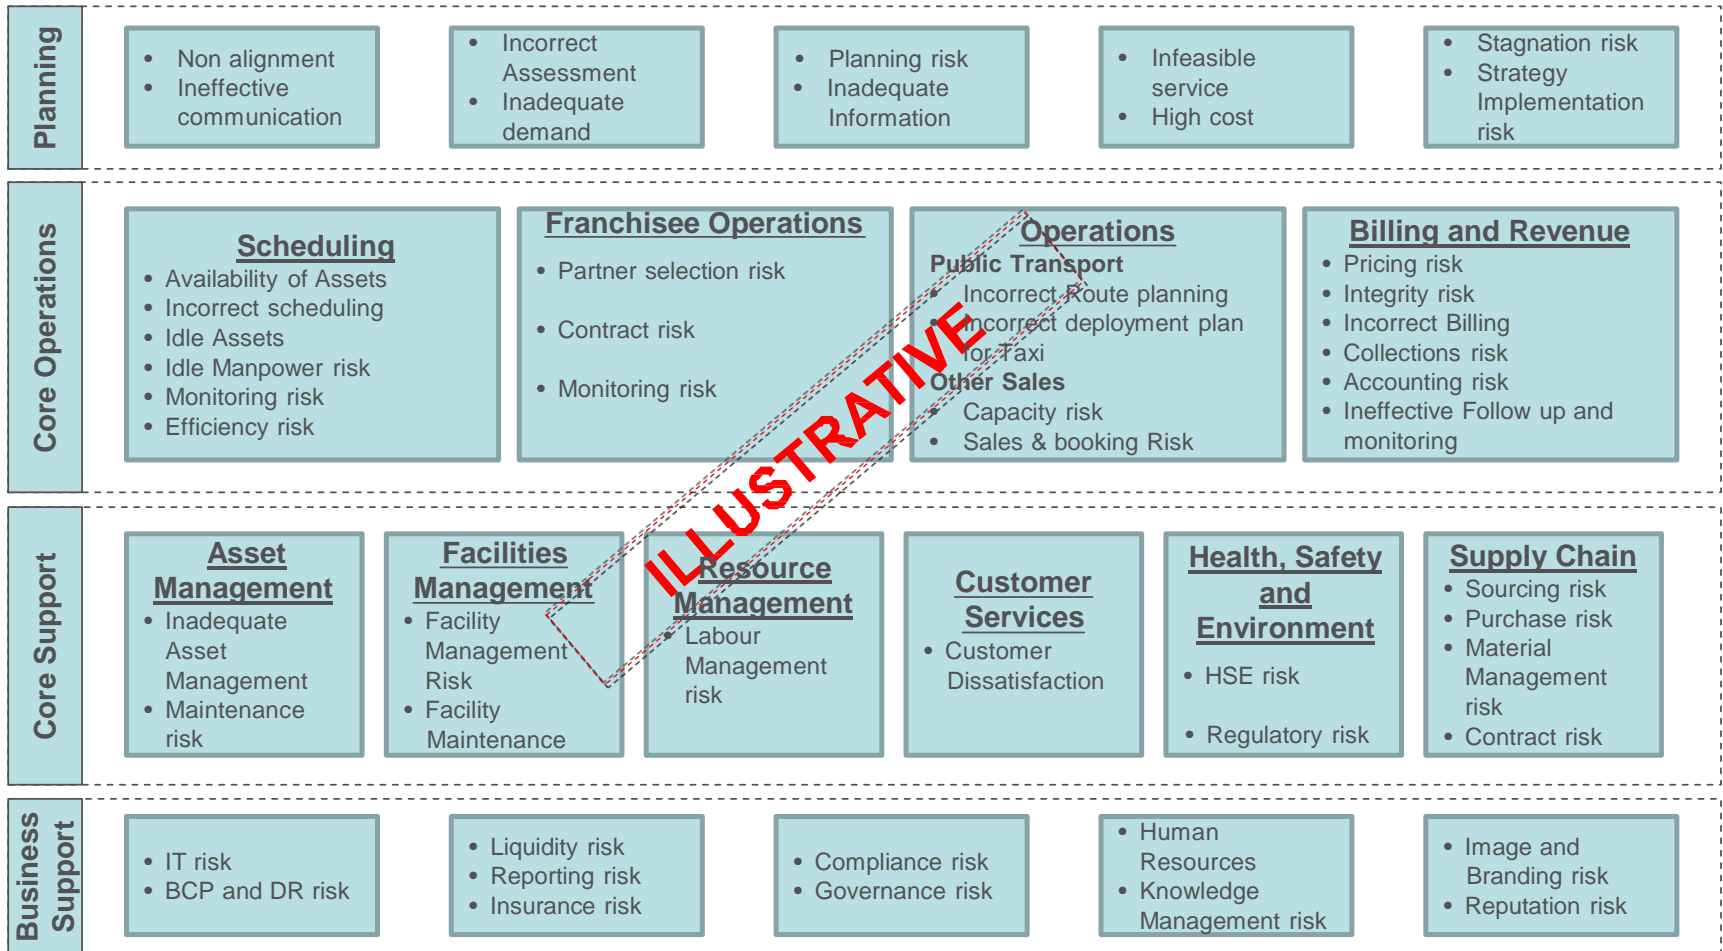 Planning
• Non alignment
• Ineffective
communication
• Incorrect
Assessment
• Inadequate
demand
• Planning risk
• Inadequate
Information
• Infeasible
service
• High cost
• Stagnation risk
• Strategy
Implementation
risk
Core Operations
Scheduling
• Availability of Assets
• Incorrect scheduling
• Idle Assets
• Idle Manpower risk
• Monitoring risk
• Efficiency risk
Franchisee Operations
• Partner selection risk
• Contract risk
• Monitoring risk
Operations
Public Transport
• Incorrect Route planning
• Incorrect deployment plan
for Taxi
Other Sales
• Capacity risk
• Sales & booking Risk
Billing and Revenue
• Pricing risk
• Integrity risk
• Incorrect Billing
• Collections risk
• Accounting risk
• Ineffective Follow up and
monitoring
ILLUSTRATIVE
Core Support
Asset
Management
• Inadequate
Asset
Management
• Maintenance
risk
Facilities
Management
• Facility
Management
Risk
• Facility
Maintenance
Resource
Management
• Labour
Management
risk
Customer
Services
• Customer
Dissatisfaction
Health, Safety
and
Environment
• HSE risk
• Regulatory risk
Supply Chain
• Sourcing risk
• Purchase risk
• Material
Management
risk
• Contract risk
Business
Support
• IT risk
• BCP and DR risk
• Liquidity risk
• Reporting risk
• Insurance risk
• Compliance risk
• Governance risk
• Human
Resources
• Knowledge
Management risk
• Image and
Branding risk
• Reputation risk